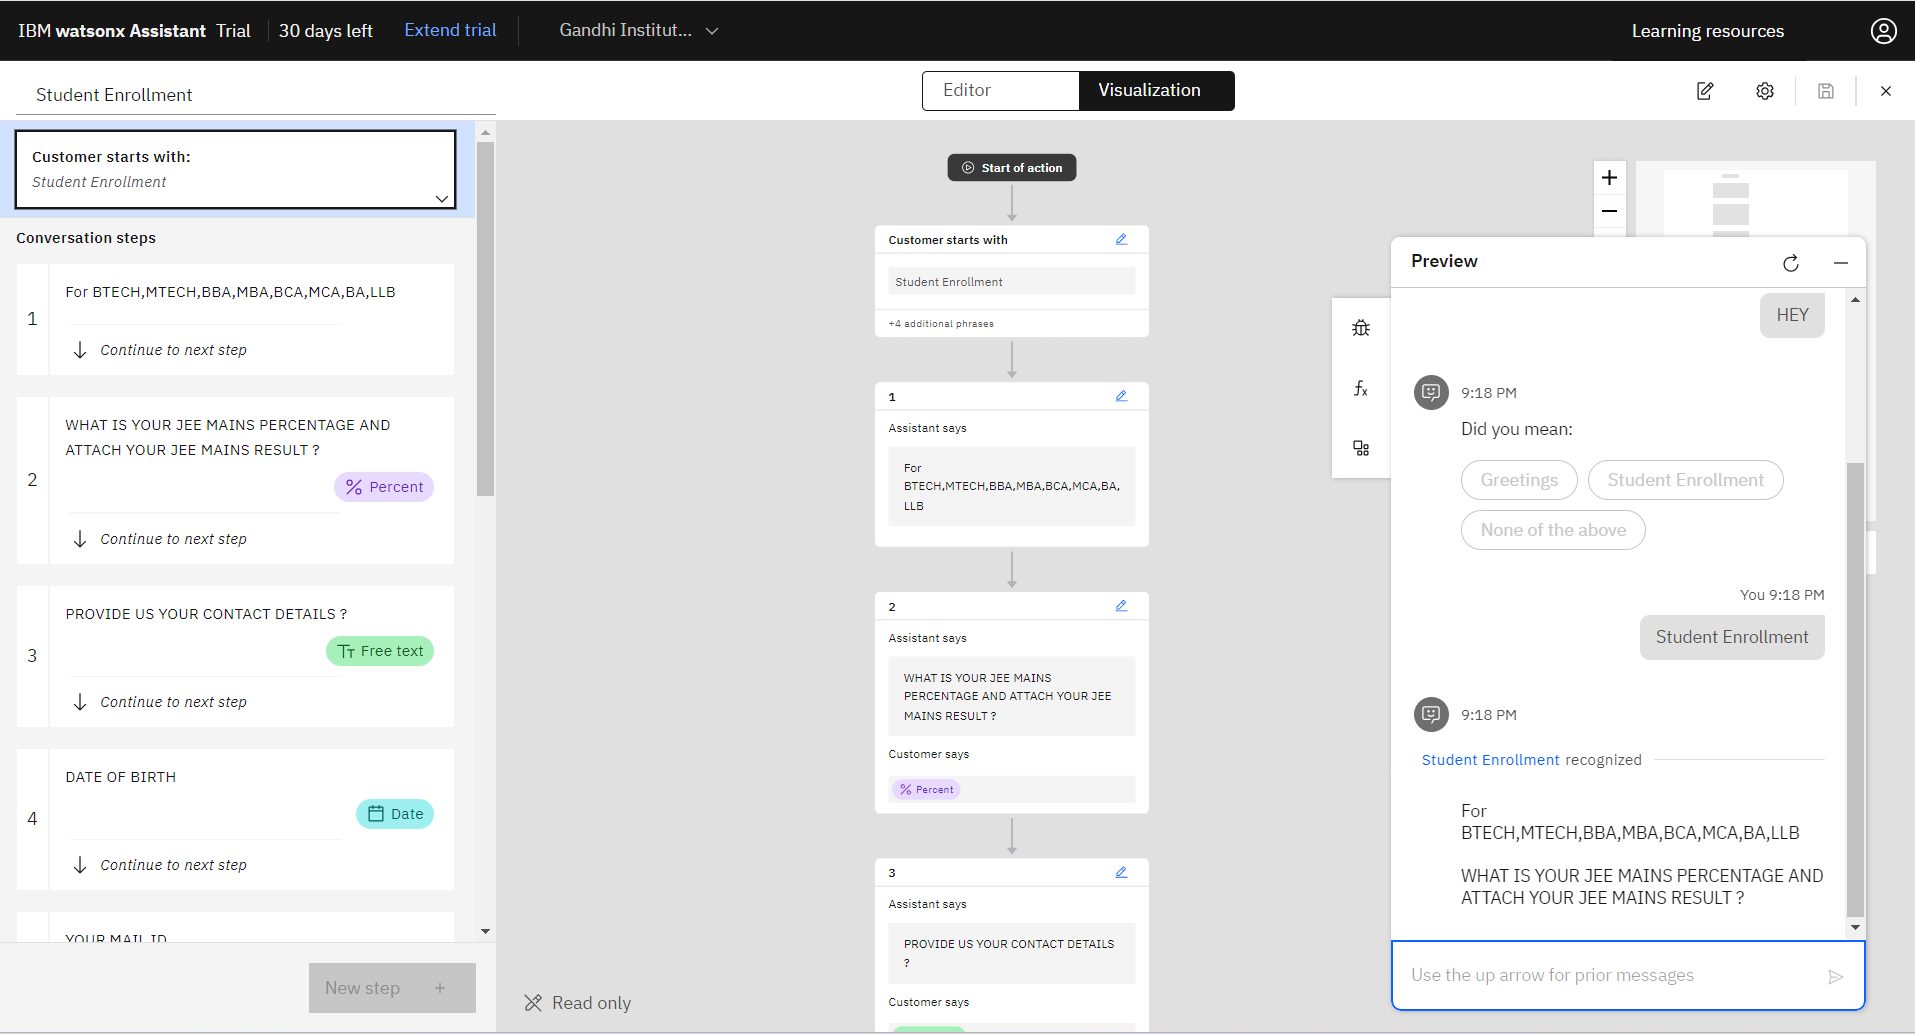 IBM watsonx Assistant Trial 30 days left Extend trial Gandhi Institut... Learning resources
Student Enrollment
Editor Visualization
Customer starts with:
Student Enrollment
Conversation steps
1
For BTECH,MTECH,BBA,MBA,BCA,MCA,BA,LLB
Continue to next step
2
WHAT IS YOUR JEE MAINS PERCENTAGE AND
ATTACH YOUR JEE MAINS RESULT ?
% Percent
Continue to next step
3
PROVIDE US YOUR CONTACT DETAILS ?
Free text
Continue to next step
4
DATE OF BIRTH
Date
Continue to next step
YOUR MAIL ID
New step +
Read only
Start of action
Customer starts with
Student Enrollment
+4 additional phrases
1
Assistant says
For
BTECH,MTECH,BBA,MBA,BCA,MCA,BA,
LLB
2
Assistant says
WHAT IS YOUR JEE MAINS
PERCENTAGE AND ATTACH YOUR JEE
MAINS RESULT ?
Customer says
% Percent
3
Assistant says
PROVIDE US YOUR CONTACT DETAILS
?
Customer says
Preview
HEY
9:18 PM
Did you mean:
Greetings Student Enrollment
None of the above
You 9:18 PM
Student Enrollment
9:18 PM
Student Enrollment recognized
For
BTECH,MTECH,BBA,MBA,BCA,MCA,BA,LLB
WHAT IS YOUR JEE MAINS PERCENTAGE AND
ATTACH YOUR JEE MAINS RESULT ?
Use the up arrow for prior messages